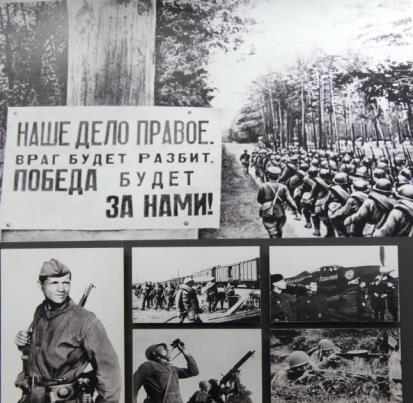 НАШЕ ДЕЛО ПРАВОЕ.
ВРАГ БУДЕТ РАЗБИТ.
ПОБЕДА БУДЕТ
ЗА НАМИ!